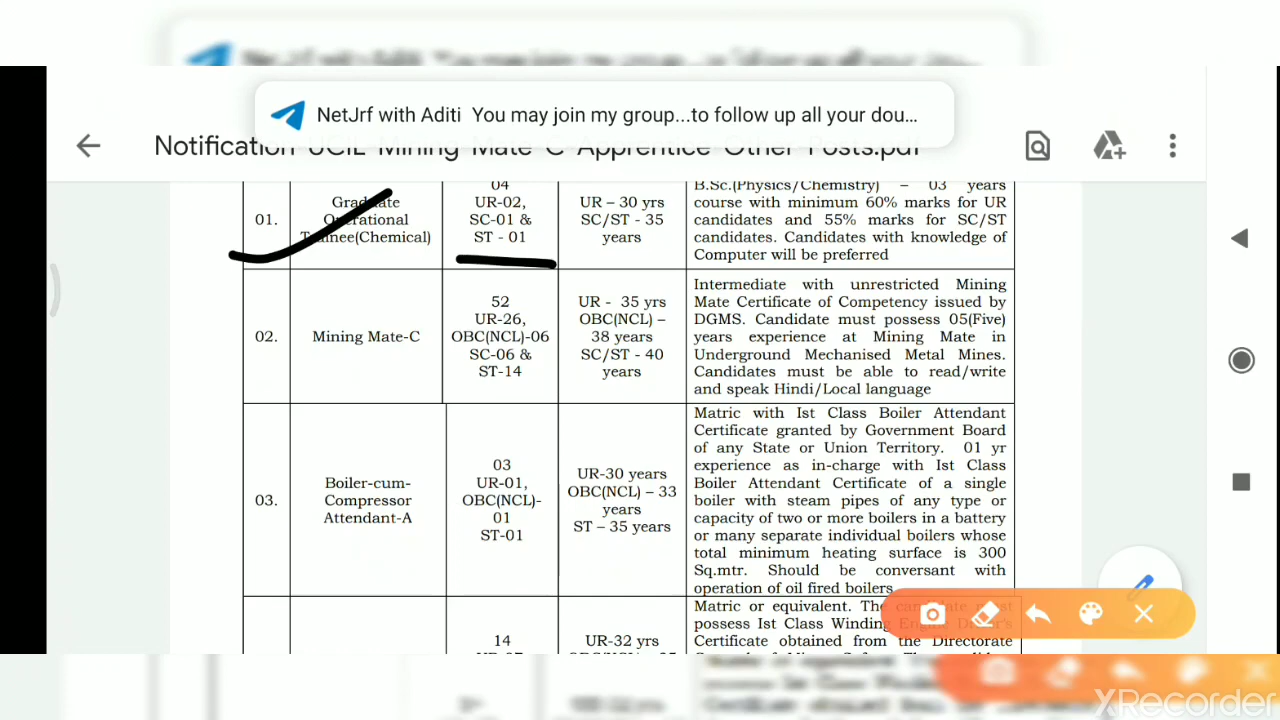 NetJrf with Aditi You may join my group...to follow up all your dou...
Notification UCIL Mining Mate C Apprentice Other Posts.pdf
01.
Graduate
Operational
Trainee(Chemical)
04
UR-02,
SC-01 &
ST - 01
UR – 30 yrs
SC/ST - 35
years
B.Sc.(Physics/Chemistry) – 03 years
course with minimum 60% marks for UR
candidates and 55% marks for SC/ST
candidates. Candidates with knowledge of
Computer will be preferred
02.
Mining Mate-C
52
UR-26,
OBC(NCL)-06
SC-06 &
ST-14
UR - 35 yrs
OBC(NCL) –
38 years
SC/ST - 40
years
Intermediate with unrestricted Mining
Mate Certificate of Competency issued by
DGMS. Candidate must possess 05(Five)
years experience at Mining Mate in
Underground Mechanised Metal Mines.
Candidates must be able to read/write
and speak Hindi/Local language
03.
Boiler-cum-
Compressor
Attendant-A
03
UR-01,
OBC(NCL)-
01
ST-01
UR-30 years
OBC(NCL) – 33
years
ST – 35 years
Matric with Ist Class Boiler Attendant
Certificate granted by Government Board
of any State or Union Territory. 01 yr
experience as in-charge with Ist Class
Boiler Attendant Certificate of a single
boiler with steam pipes of any type or
capacity of two or more boilers in a battery
or many separate individual boilers whose
total minimum heating surface is 300
Sq.mtr. Should be conversant with
operation of oil fired boilers
14
UR-32 yrs
Matric or equivalent. The candidate must
possess Ist Class Winding Engine Driver's
Certificate obtained from the Directorate
XRecorder